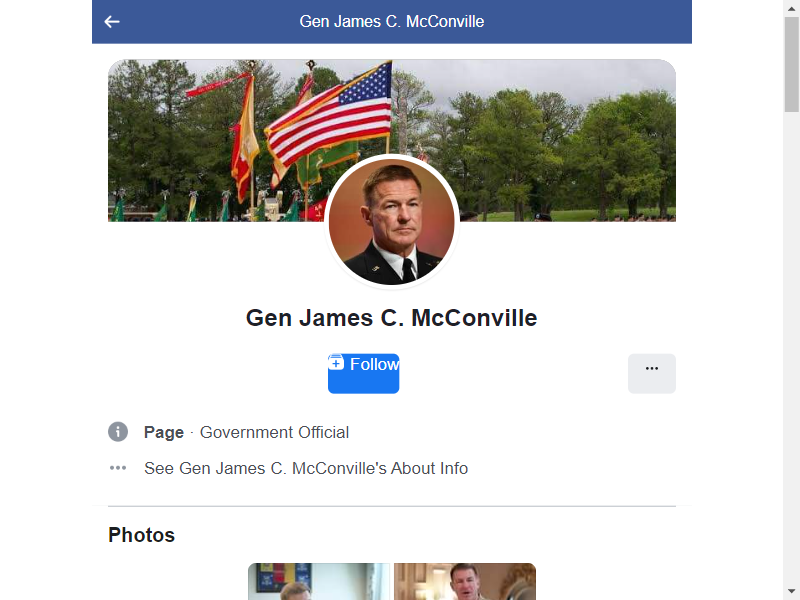 Gen James C. McConville
Gen James C. McConville
Follow
Page · Government Official
See Gen James C. McConville's About Info
Photos